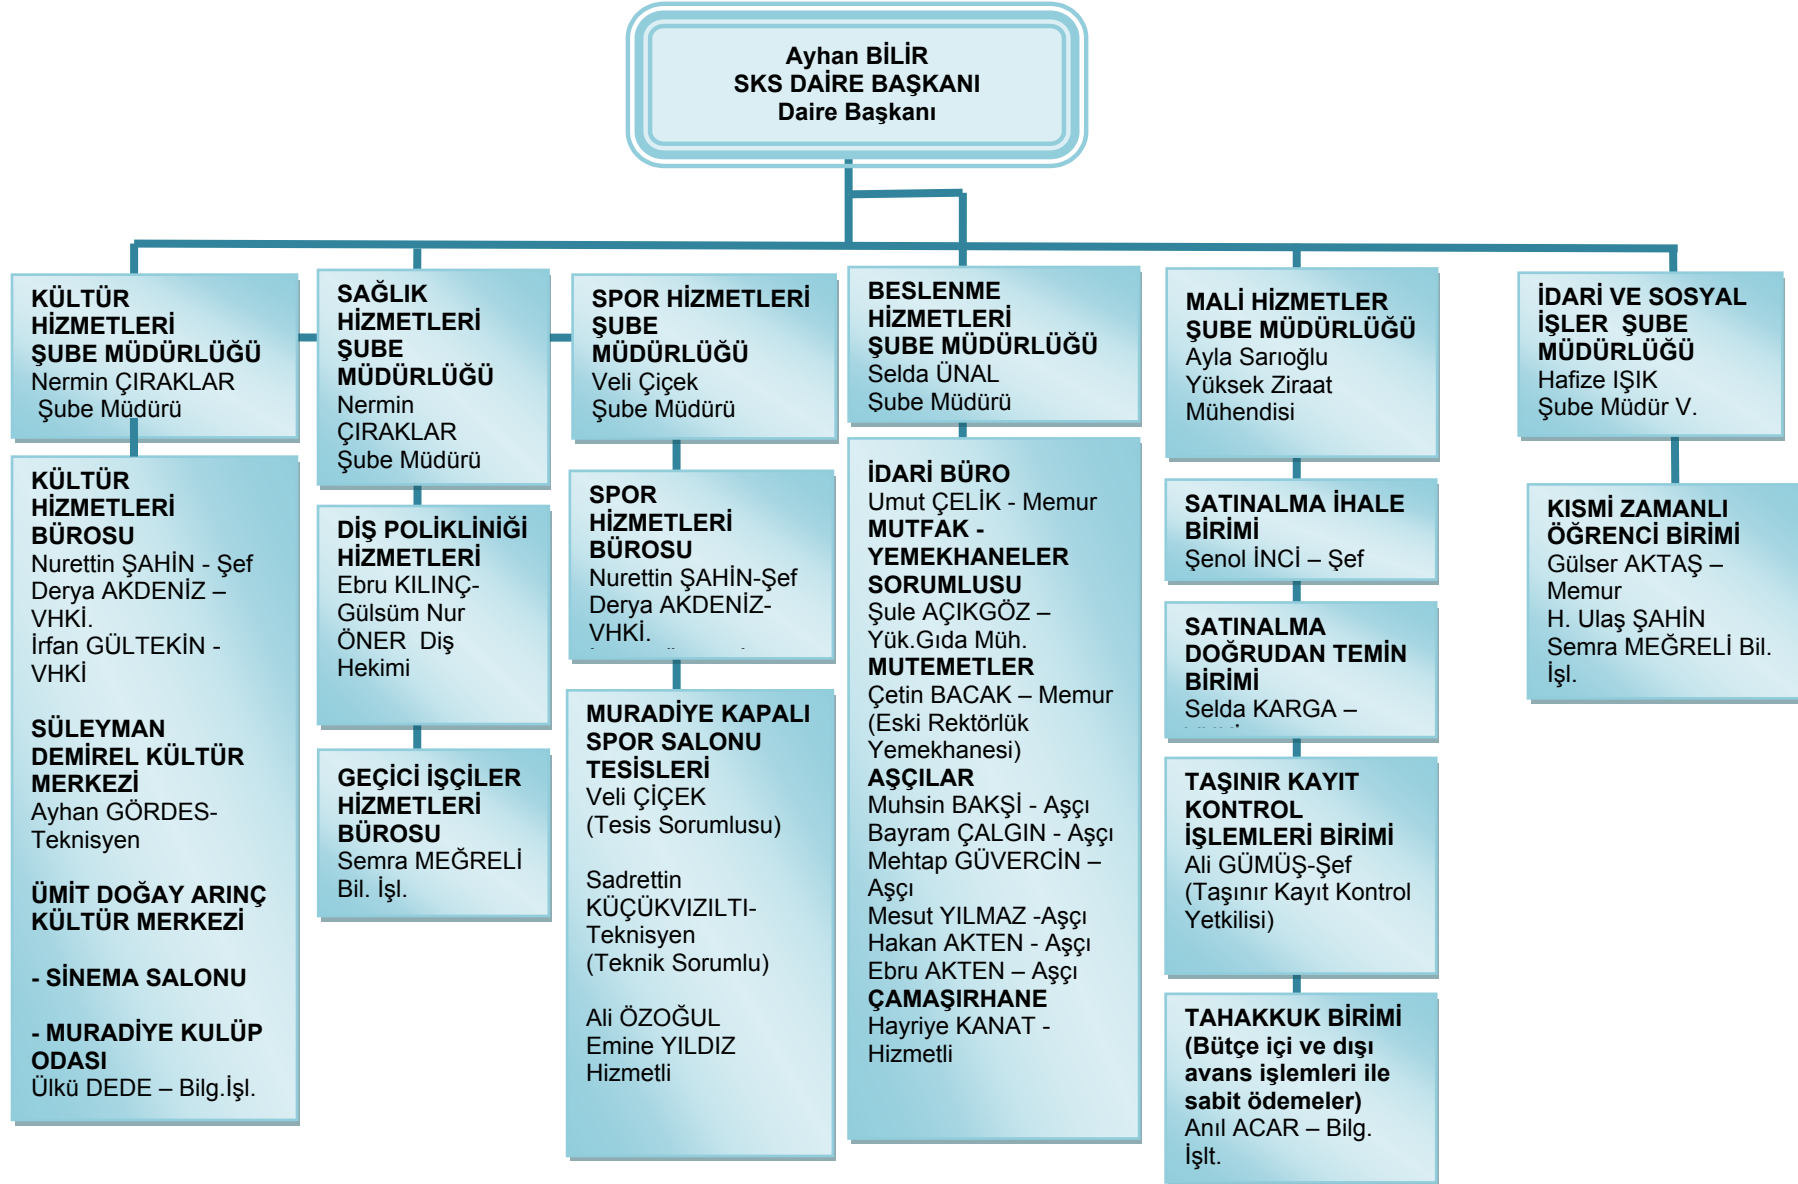 Ayhan BİLİR
SKS DAİRE BAŞKANI
Daire Başkanı
KÜLTÜR
HİZMETLERİ
ŞUBE MÜDÜRLÜĞÜ
Nermin ÇIRAKLAR
Şube Müdürü
SAĞLIK
HİZMETLERİ
ŞUBE
MÜDÜRLÜĞÜ
Nermin
ÇIRAKLAR
Şube Müdürü
SPOR HİZMETLERİ
ŞUBE
MÜDÜRLÜĞÜ
Veli Çiçek
Şube Müdürü
BESLENME
HİZMETLERİ
ŞUBE MÜDÜRLÜĞÜ
Selda ÜNAL
Şube Müdürü
MALİ HİZMETLER
ŞUBE MÜDÜRLÜĞÜ
Ayla Sarıoğlu
Yüksek Ziraat
Mühendisi
İDARİ VE SOSYAL
İŞLER ŞUBE
MÜDÜRLÜĞÜ
Hafize IŞIK
Şube Müdür V.
KÜLTÜR
HİZMETLERİ
BÜROSU
Nurettin ŞAHİN - Şef
Derya AKDENİZ –
VHKİ.
İrfan GÜLTEKİN -
VHKİ
SÜLEYMAN
DEMİREL KÜLTÜR
MERKEZİ
Ayhan GÖRDES-
Teknisyen
ÜMİT DOĞAY ARINÇ
KÜLTÜR MERKEZİ
- SİNEMA SALONU
- MURADİYE KULÜP
ODASI
Ülkü DEDE – Bilg.İşl.
DİŞ POLİKLİNİĞİ
HİZMETLERİ
Ebru KILINÇ-
Gülsüm Nur
ÖNER Diş
Hekimi
GEÇİCİ İŞÇİLER
HİZMETLERİ
BÜROSU
Semra MEĞRELİ
Bil. İşl.
SPOR
HİZMETLERİ
BÜROSU
Nurettin ŞAHİN-Şef
Derya AKDENİZ-
VHKİ.
MURADİYE KAPALI
SPOR SALONU
TESİSLERİ
Veli ÇİÇEK
(Tesis Sorumlusu)
Sadrettin
KÜÇÜKVIZILTI-
Teknisyen
(Teknik Sorumlu)
Ali ÖZOĞUL
Emine YILDIZ
Hizmetli
İDARİ BÜRO
Umut ÇELİK - Memur
MUTFAK -
YEMEKHANELER
SORUMLUSU
Şule AÇIKGÖZ –
Yük.Gıda Müh.
MUTEMETLER
Çetin BACAK – Memur
(Eski Rektörlük
Yemekhanesi)
AŞÇILAR
Muhsin BAKŞİ - Aşçı
Bayram ÇALGIN - Aşçı
Mehtap GÜVERCİN –
Aşçı
Mesut YILMAZ -Aşçı
Hakan AKTEN - Aşçı
Ebru AKTEN – Aşçı
ÇAMAŞIRHANE
Hayriye KANAT -
Hizmetli
SATINALMA İHALE
BİRİMİ
Şenol İNCİ – Şef
SATINALMA
DOĞRUDAN TEMİN
BİRİMİ
Selda KARGA –
TAŞINIR KAYIT
KONTROL
İŞLEMLERİ BİRİMİ
Ali GÜMÜŞ-Şef
(Taşınır Kayıt Kontrol
Yetkilisi)
TAHAKKUK BİRİMİ
(Bütçe içi ve dışı
avans işlemleri ile
sabit ödemeler)
Anıl ACAR – Bilg.
İşlt.
KISMİ ZAMANLI
ÖĞRENCİ BİRİMİ
Gülser AKTAŞ –
Memur
H. Ulaş ŞAHİN
Semra MEĞRELİ Bil.
İşl.